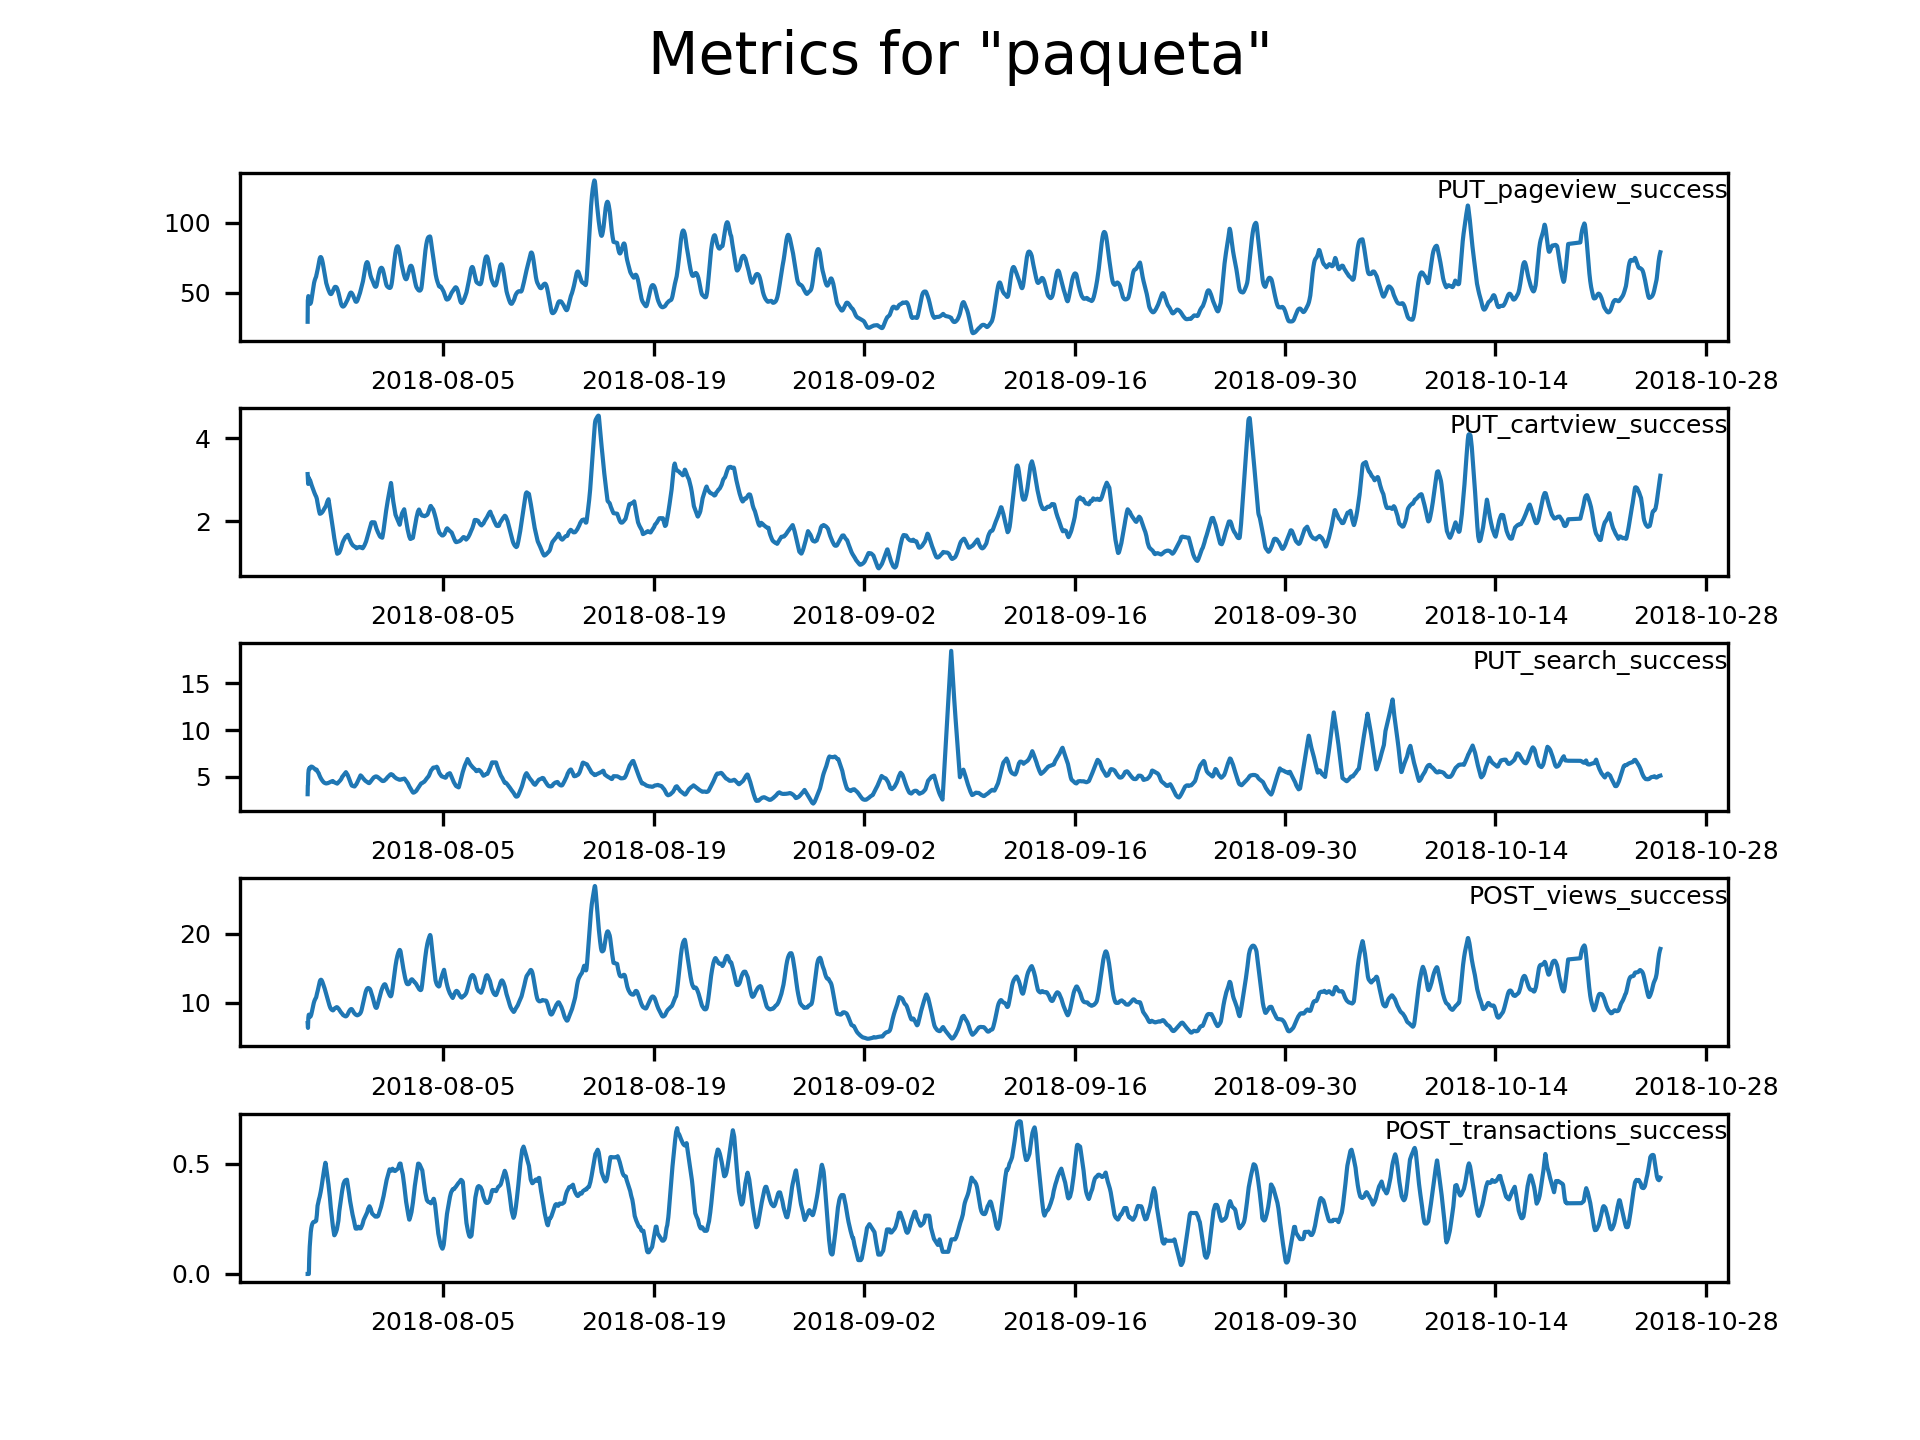 Metrics for "paqueta"
PUT_pageview_success
100
50
2018-08-05 2018-08-19 2018-09-02 2018-09-16 2018-09-30 2018-10-14 2018-10-28
PUT_cartview_success
4
2
2018-08-05 2018-08-19 2018-09-02 2018-09-16 2018-09-30 2018-10-14 2018-10-28
PUT_search_success
15
10
5
2018-08-05 2018-08-19 2018-09-02 2018-09-16 2018-09-30 2018-10-14 2018-10-28
POST_views_success
20
10
2018-08-05 2018-08-19 2018-09-02 2018-09-16 2018-09-30 2018-10-14 2018-10-28
POST_transactions_success
0.5
0.0
2018-08-05 2018-08-19 2018-09-02 2018-09-16 2018-09-30 2018-10-14 2018-10-28